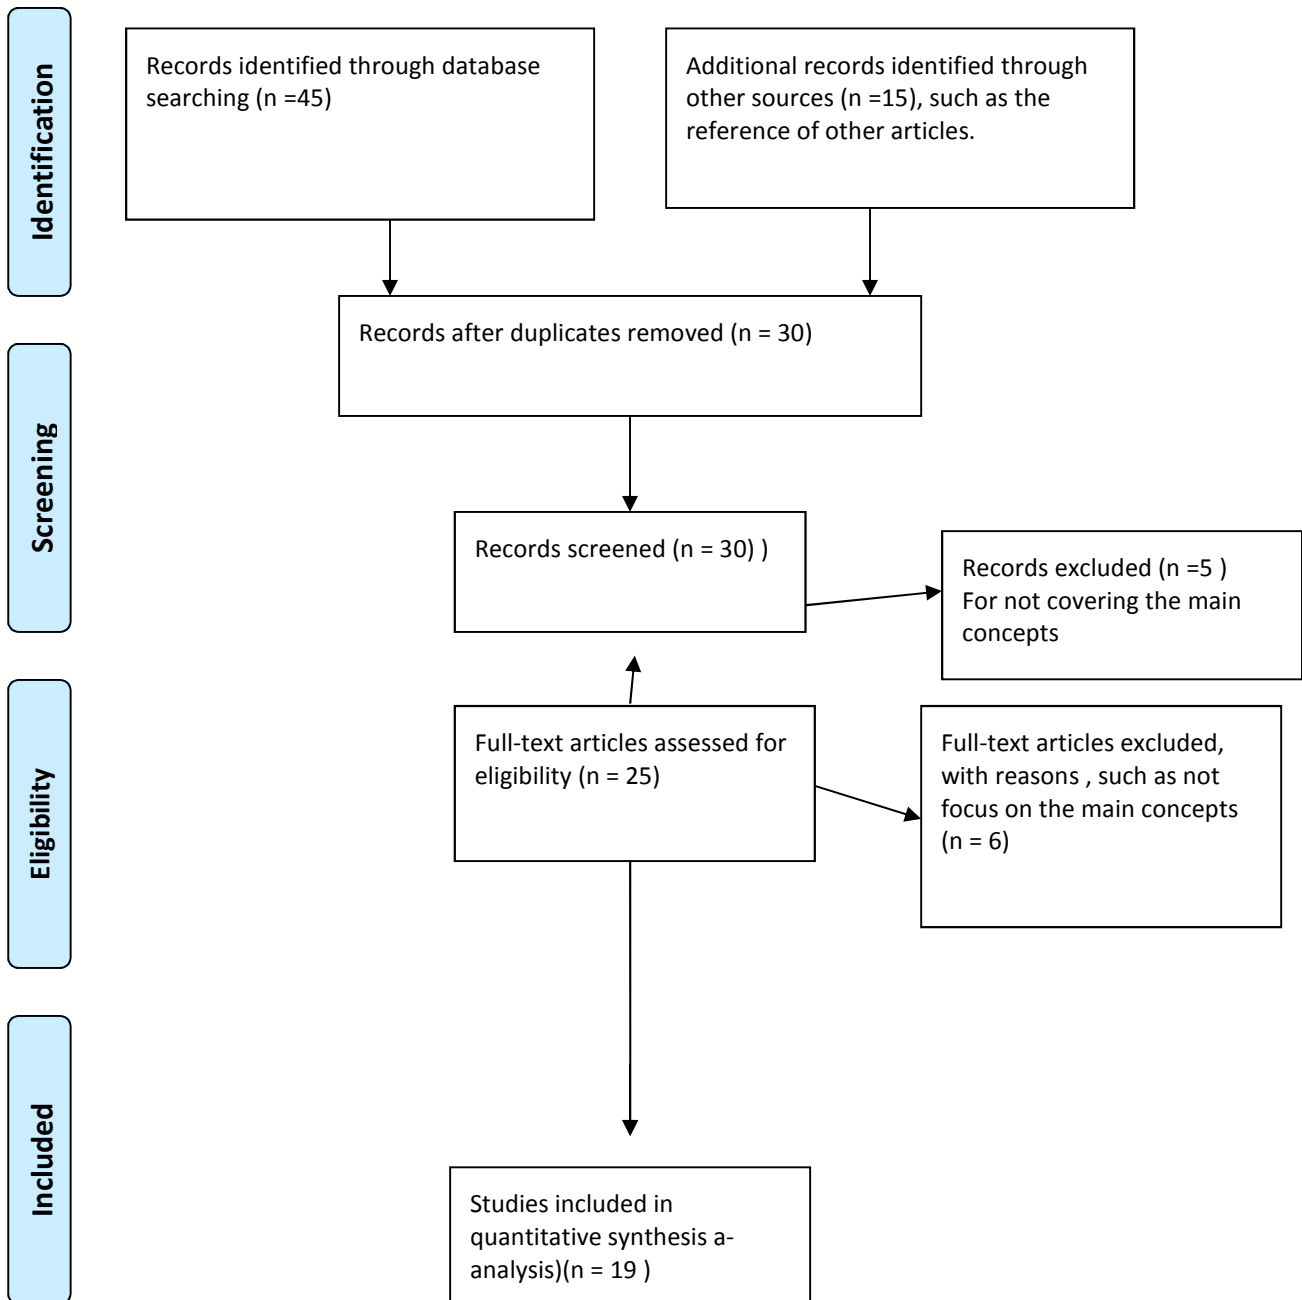 Identification
Records identified through database
searching (n =45)
Additional records identified through
other sources (n =15), such as the
reference of other articles.
Records after duplicates removed (n = 30)
Screening
Records screened (n = 30) )
Records excluded (n =5 )
For not covering the main
concepts
Eligibility
Full-text articles assessed for
eligibility (n = 25)
Full-text articles excluded,
with reasons , such as not
focus on the main concepts
(n = 6)
Included
Studies included in
quantitative synthesis a-
analysis)(n = 19 )